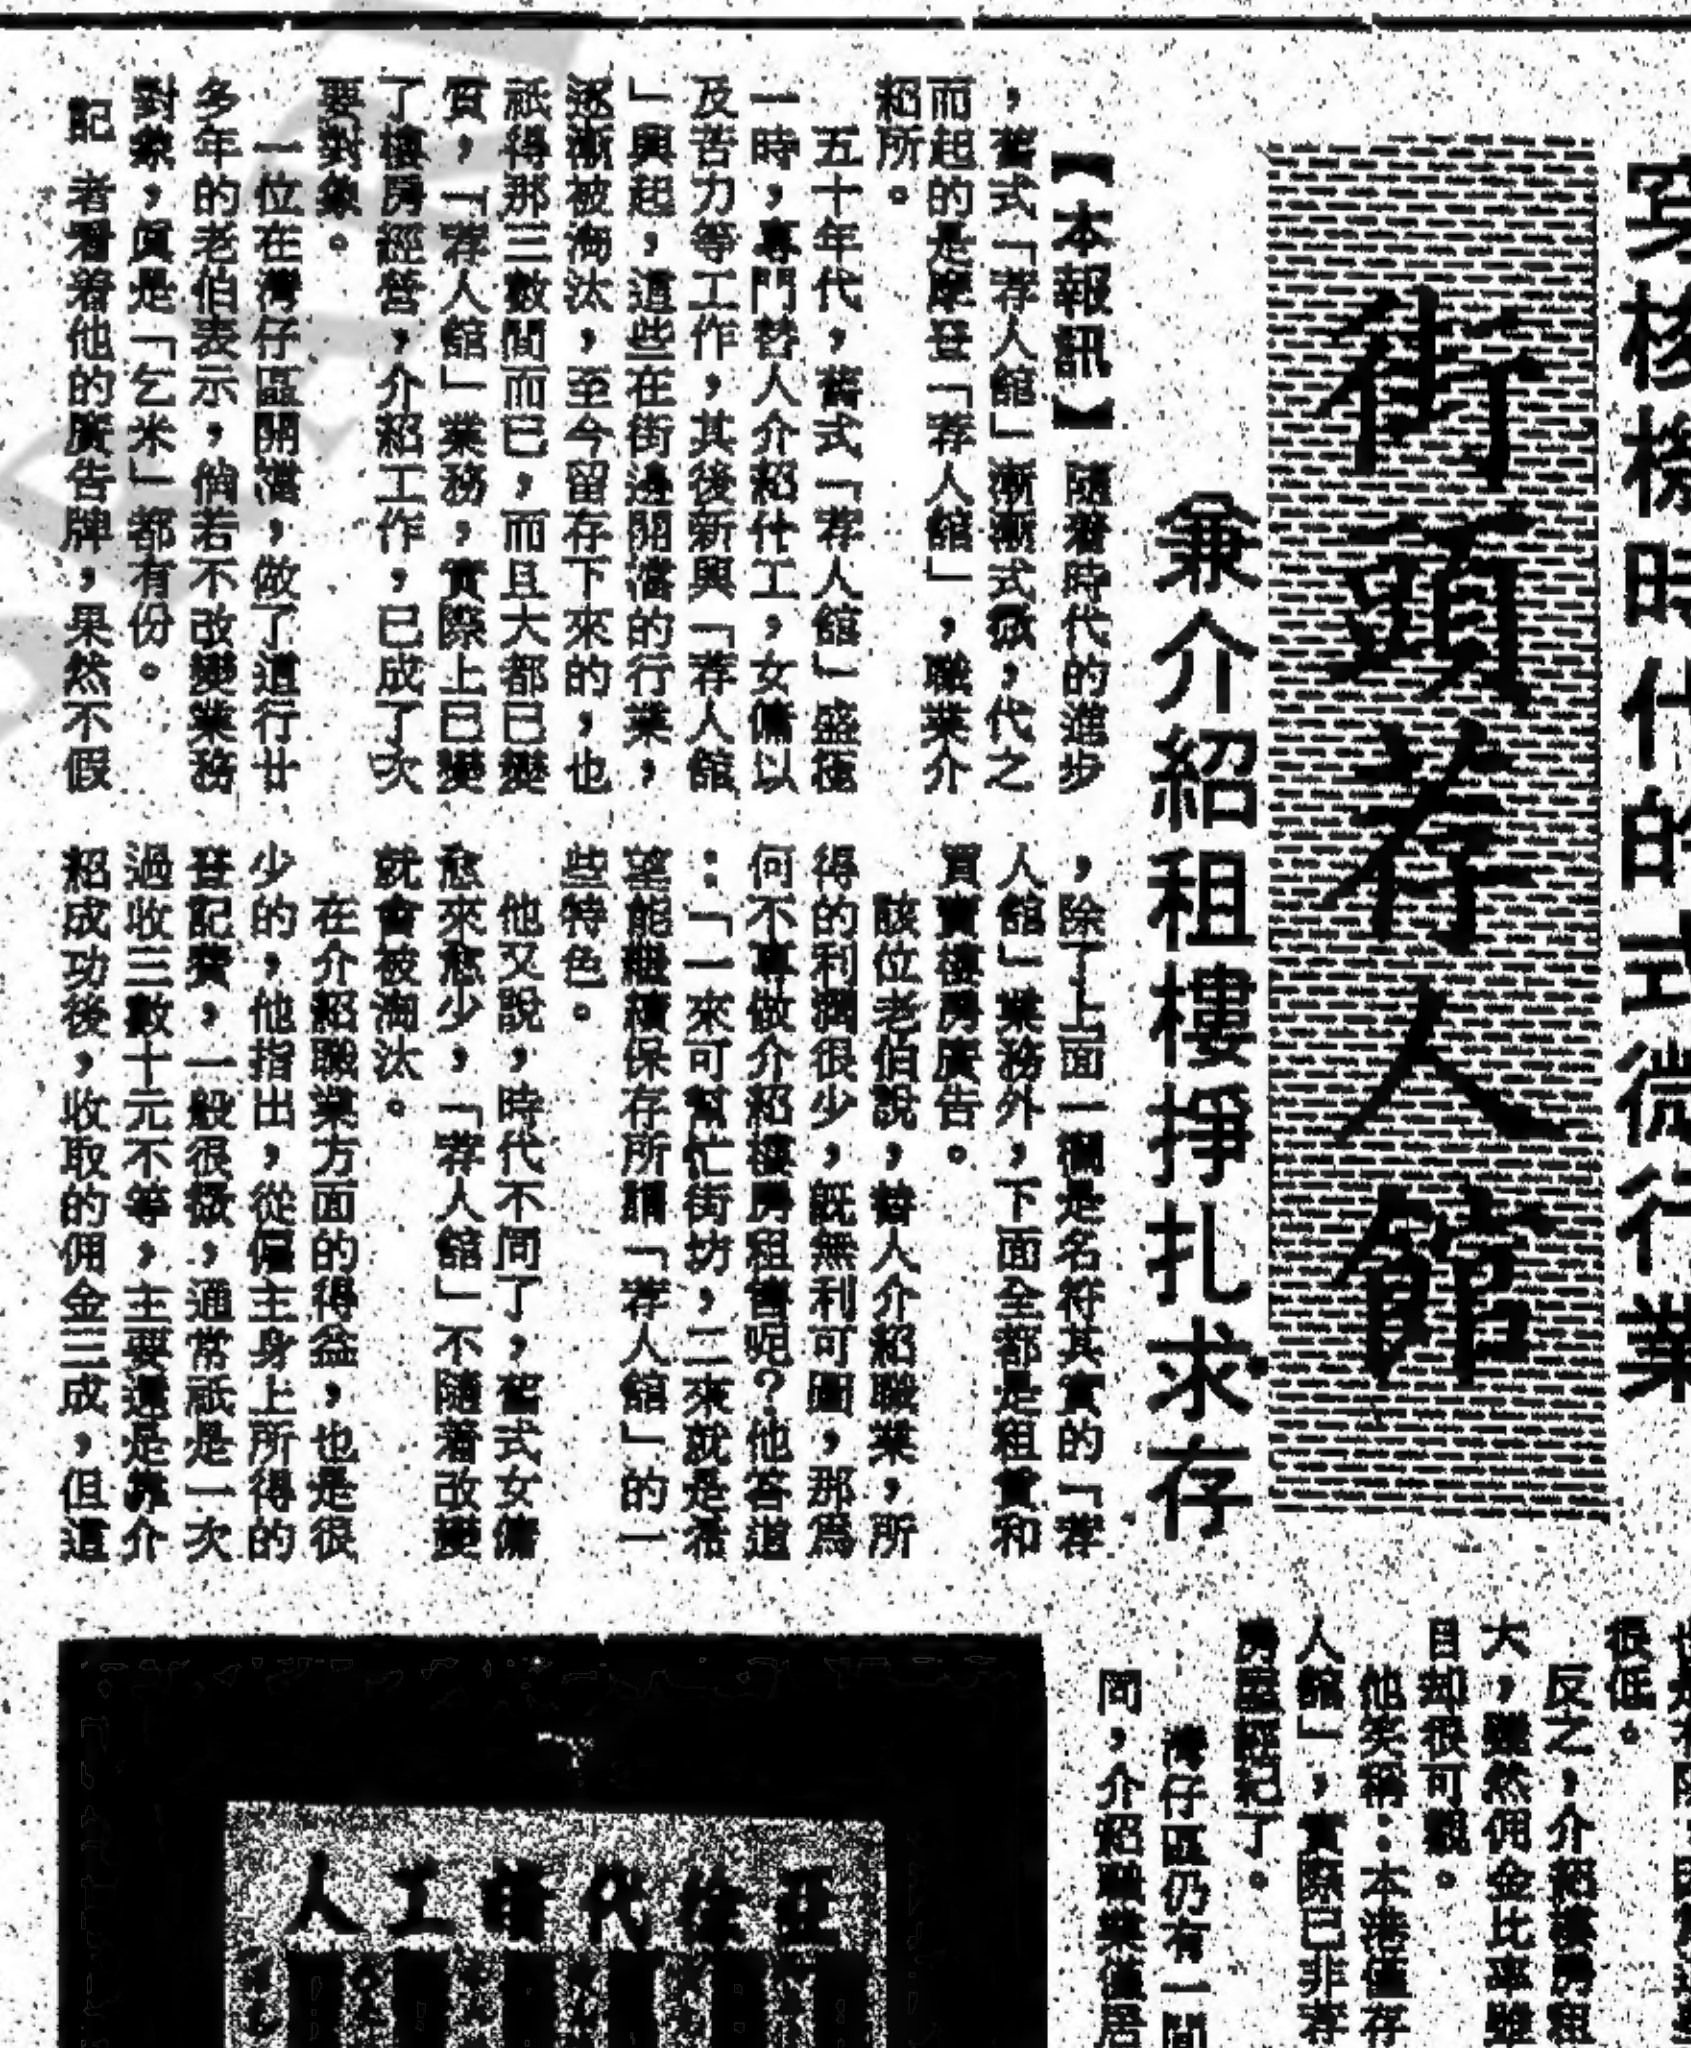 穿梭時代的式微行業
街頭荐人館
兼介紹租樓掙扎求存
【本報訊】隨着時代的進步
，舊式「荐人館」漸漸式微，代之
而起的是摩登「荐人館」，職業介
紹所。
五十年代，舊式「荐人館」盛極
一時，專門替人介紹什工，女傭以
及苦力等工作，其後新興「荐人館
」興起，這些在街邊開檔的行業，
逐漸被淘汰，至今留存下來的，也
祇得那三數間而已，而且大都已變
質，「荐人館」業務，實際上已變
了樓房經營，介紹工作，已成了次
要對象。
一位在灣仔區開檔，做了這行廿
多年的老伯表示，倘若不改變業務
對象，真是「乞米」都有份。
記者看着他的廣告牌，果然不假
，除了上面一欄是名符其實的「荐
人館」業務外，下面全都是租賃和
買賣樓房廣告。
該位老伯說，替人介紹職業，所
得的利潤很少，既無利可圖，那為
何不專做介紹樓房租售呢？他答道
：「一來可幫忙街坊，二來就是希
望能繼續保存所謂「荐人館」的一
些特色。
他又說，時代不同了，舊式女傭
愈來愈少，「荐人館」不隨着改變
就會被淘汰。
在介紹職業方面的得益，也是很
少的，他指出，從僱主身上所得的
登記費，一般很微，通常祇是一次
過收三數十元不等，主要還是靠介
紹成功後，收取的佣金三成，但這
很低。
反之，介紹樓房租
大，雖然佣金比率雖
目却很可觀。
他笑稱：本港僅存
人館」，實際已非荐
房屋經紀了。
灣仔區仍有一間
同，介紹職業僅居
人工請代